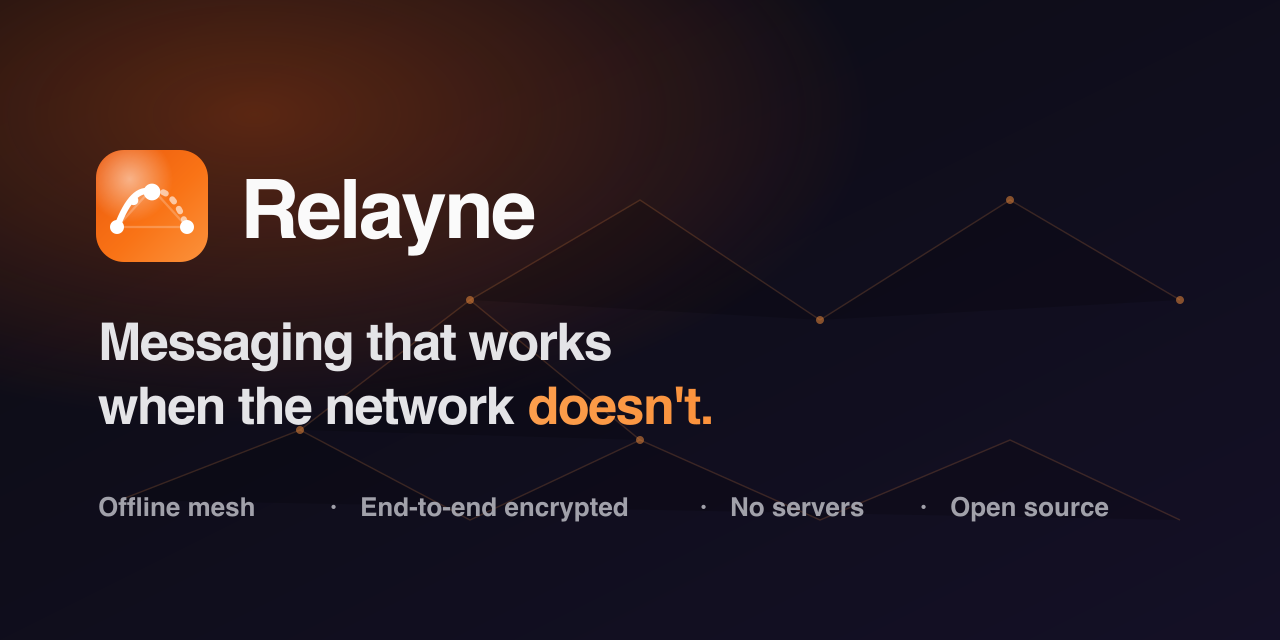 Relayne
Messaging that works
when the network doesn't.
Offline mesh · End-to-end encrypted · No servers · Open source